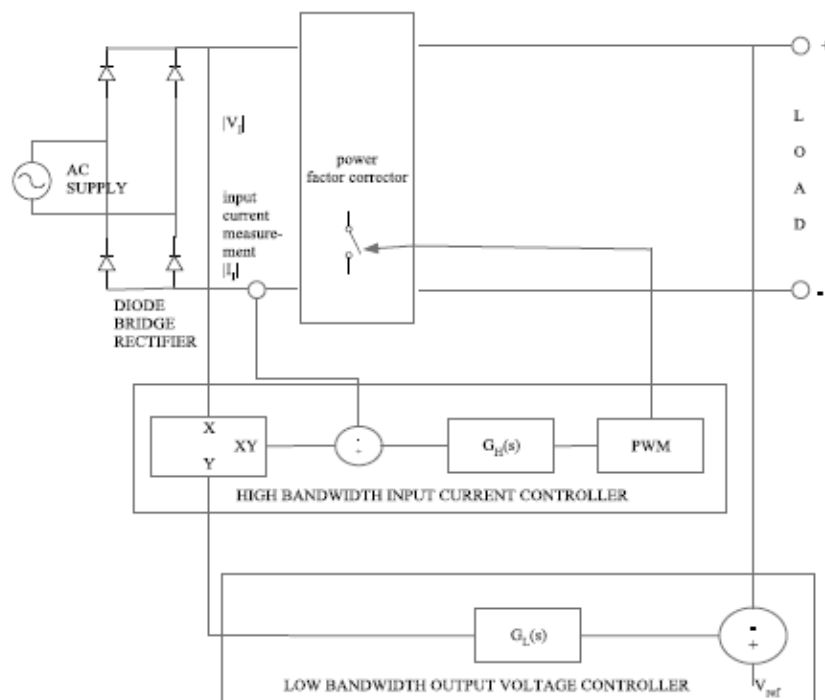 +
|V_I|
L
O
A
D
power
factor corrector
AC
SUPPLY
input
current
measure-
ment
|I_I|
-
DIODE
BRIDGE
RECTIFIER
X
XY
Y
-
+
G_H(s)
PWM
HIGH BANDWIDTH INPUT CURRENT CONTROLLER
G_L(s)
-
+
V_ref
LOW BANDWIDTH OUTPUT VOLTAGE CONTROLLER